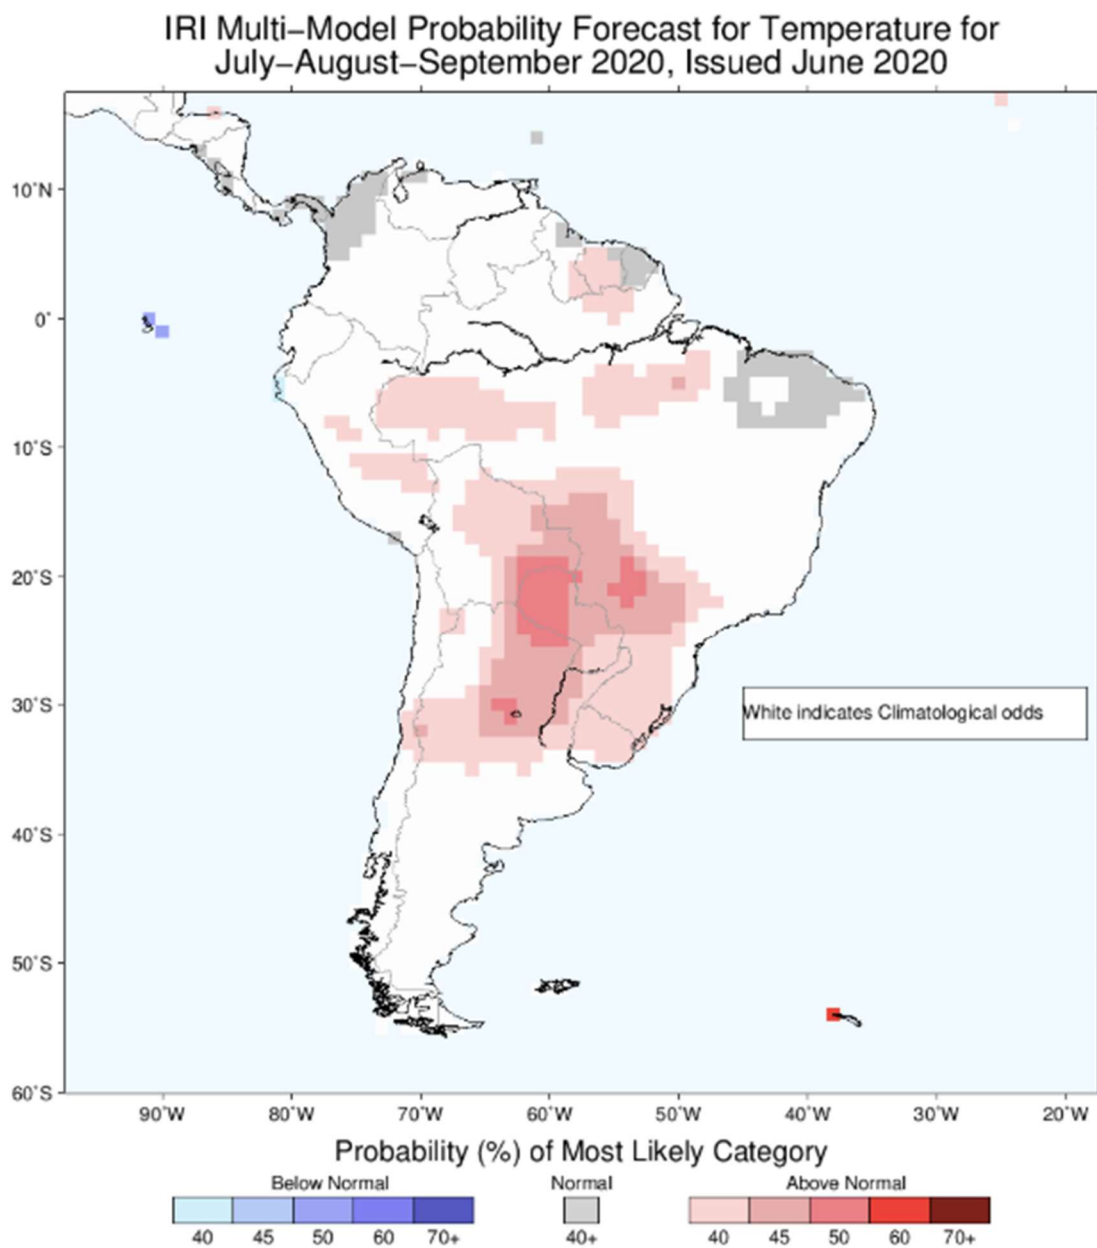 IRI Multi–Model Probability Forecast for Temperature for
July–August–September 2020, Issued June 2020
10˚N
0˚
10˚S
20˚S
30˚S
White indicates Climatological odds
40˚S
50˚S
60˚S
90˚W 80˚W 70˚W 60˚W 50˚W 40˚W 30˚W 20˚W
Probability (%) of Most Likely Category
Below Normal Normal Above Normal
40 45 50 60 70+ 40+ 40 45 50 60 70+